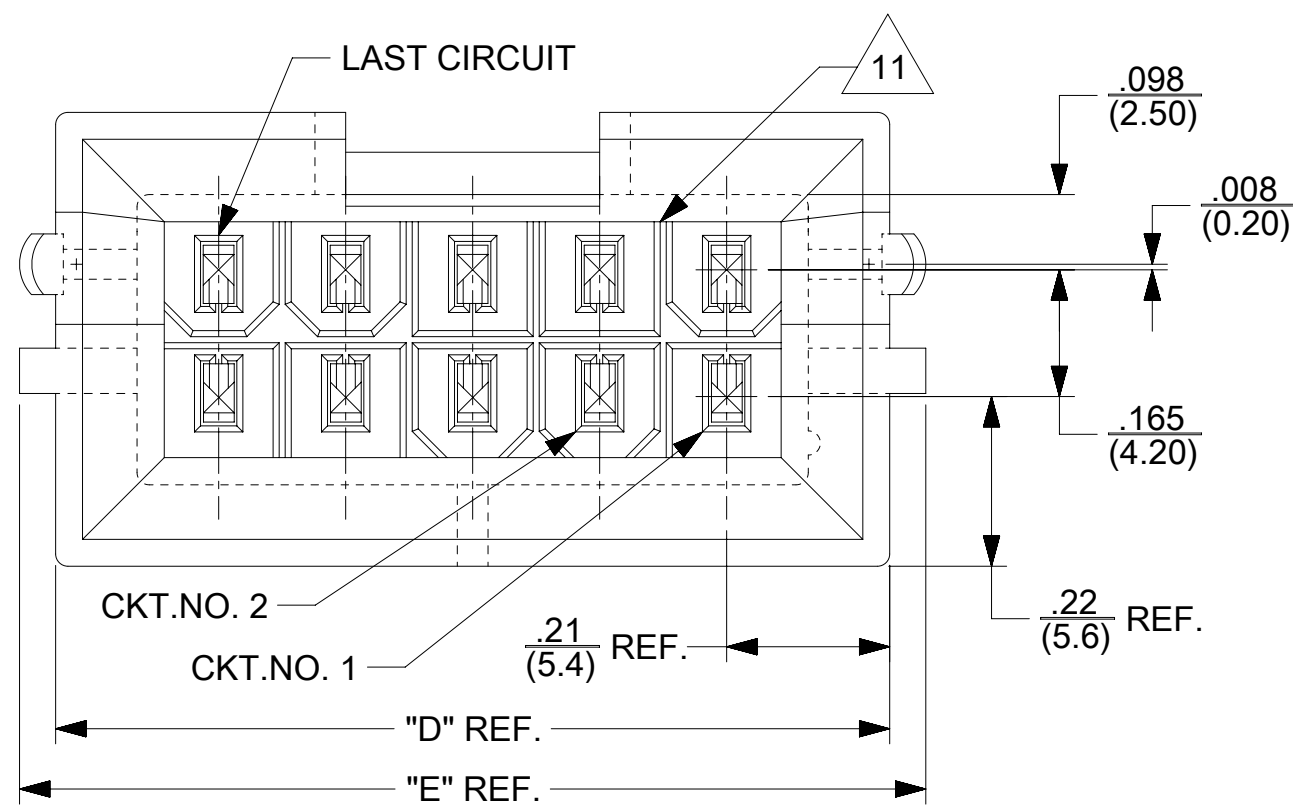 LAST CIRCUIT
11
.098
(2.50)
.008
(0.20)
.165
(4.20)
CKT.NO. 2
CKT.NO. 1
.21
(5.4) REF.
.22
(5.6) REF.
"D" REF.
"E" REF.